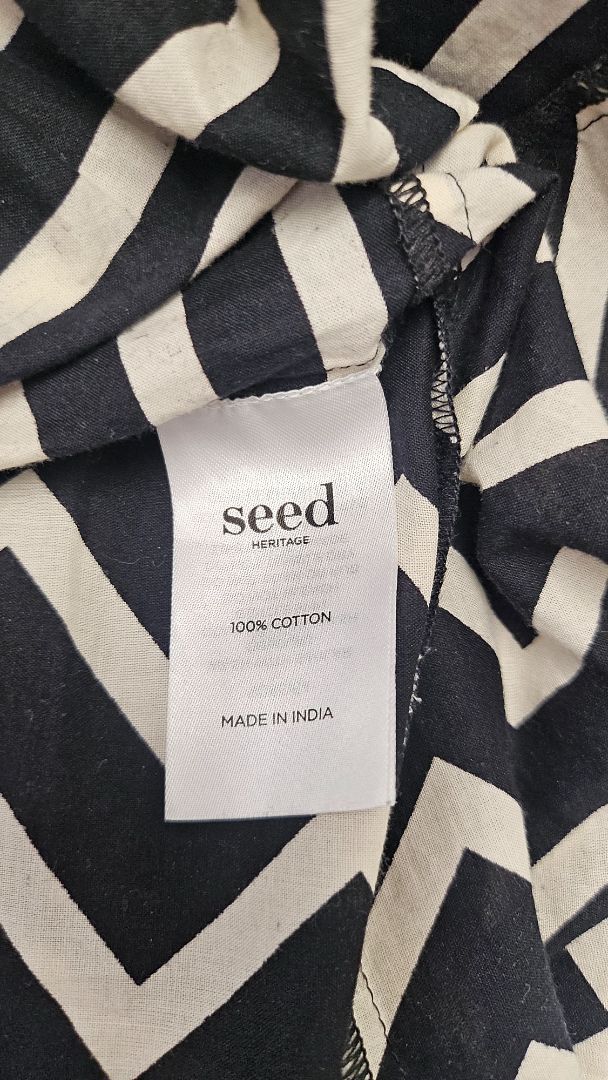 seed
HERITAGE
100% COTTON
MADE IN INDIA